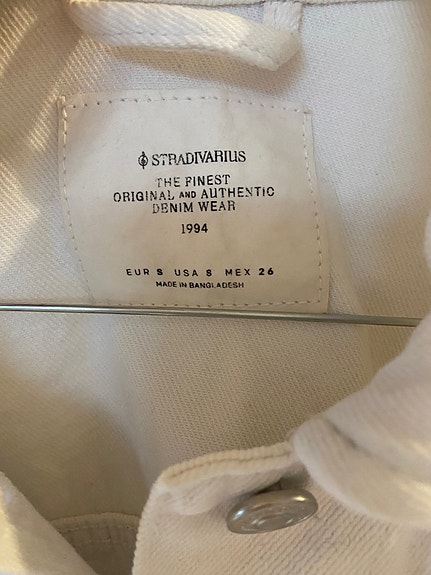 STRADIVARIUS
THE FINEST
ORIGINAL AND AUTHENTIC
DENIM WEAR
1994
EUR S USA S MEX 26
MADE IN BANGLADESH